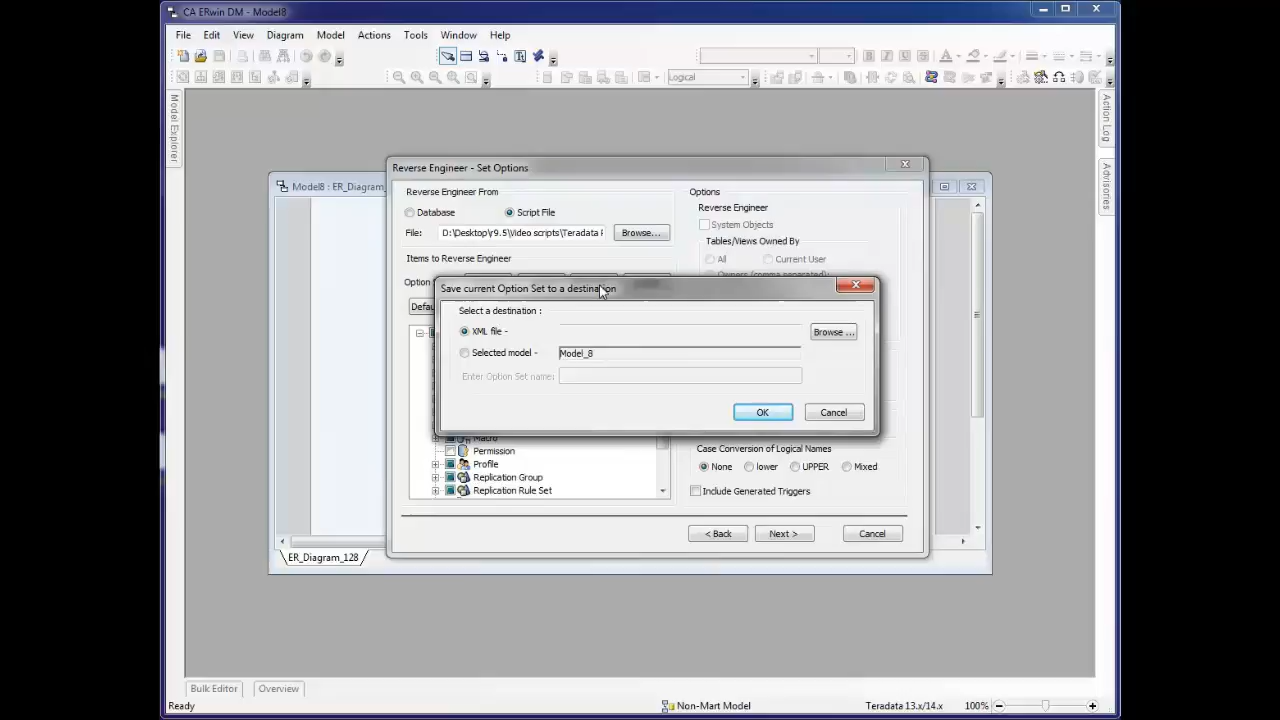 CA ERwin DM - Model8
File Edit View Diagram Model Actions Tools Window Help
Logical
Model Explorer
Action Log
Advisories
Model8 : ER_Diagram_
Reverse Engineer - Set Options
Reverse Engineer From
Database Script File
File: D:\Desktop\r9.5\Video scripts\Teradata Browse...
Items to Reverse Engineer
Option
Options
Reverse Engineer
System Objects
Tables/Views Owned By
All Current User
Owners (comma separated):
Save current Option Set to a destination
Select a destination :
XML file - Browse ...
Selected model - Model_8
Enter Option Set name:
OK Cancel
Macro
Permission
Profile
Replication Group
Replication Rule Set
Case Conversion of Logical Names
None lower UPPER Mixed
Include Generated Triggers
< Back Next > Cancel
ER_Diagram_128
Bulk Editor Overview
Ready Non-Mart Model Teradata 13.x/14.x 100%